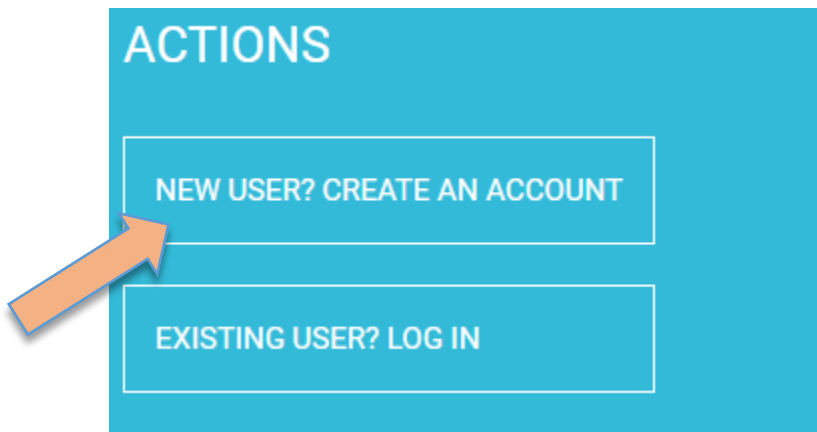 ACTIONS
NEW USER? CREATE AN ACCOUNT
EXISTING USER? LOG IN